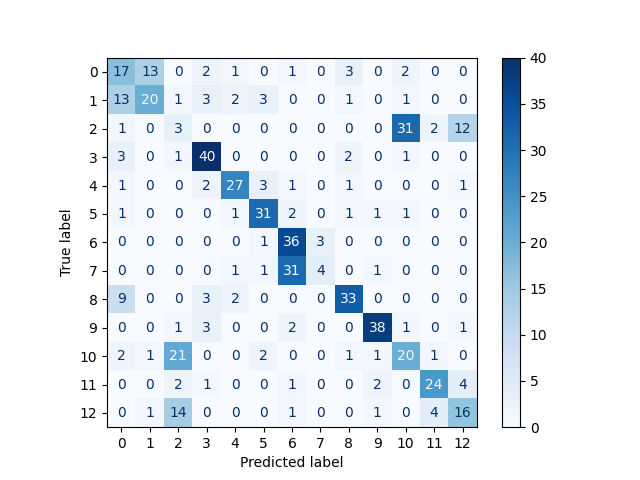 0 17 13 0 2 1 0 1 0 3 0 2 0 0
1 13 20 1 3 2 3 0 0 1 0 1 0 0
2 1 0 3 0 0 0 0 0 0 0 31 2 12
3 3 0 1 40 0 0 0 0 2 0 1 0 0
4 1 0 0 2 27 3 1 0 1 0 0 0 1
5 1 0 0 0 1 31 2 0 1 1 1 0 0
6 0 0 0 0 0 1 36 3 0 0 0 0 0
7 0 0 0 0 1 1 31 4 0 1 0 0 0
8 9 0 0 3 2 0 0 0 33 0 0 0 0
9 0 0 1 3 0 0 2 0 0 38 1 0 1
10 2 1 21 0 0 2 0 0 1 1 20 1 0
11 0 0 2 1 0 0 1 0 0 2 0 24 4
12 0 1 14 0 0 0 1 0 0 1 0 4 16
0 1 2 3 4 5 6 7 8 9 10 11 12
Predicted label
True label
40
35
30
25
20
15
10
5
0